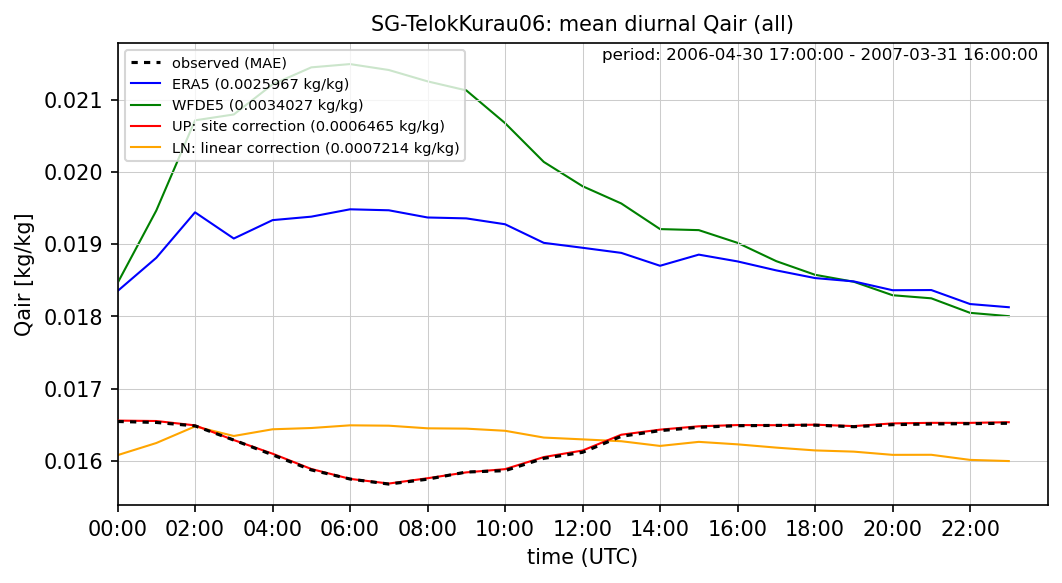 SG-TelokKurau06: mean diurnal Qair (all)
period: 2006-04-30 17:00:00 - 2007-03-31 16:00:00
observed (MAE)
ERA5 (0.0025967 kg/kg)
WFDE5 (0.0034027 kg/kg)
UP: site correction (0.0006465 kg/kg)
LN: linear correction (0.0007214 kg/kg)
Qair [kg/kg]
0.021
0.020
0.019
0.018
0.017
0.016
00:00 02:00 04:00 06:00 08:00 10:00 12:00 14:00 16:00 18:00 20:00 22:00
time (UTC)